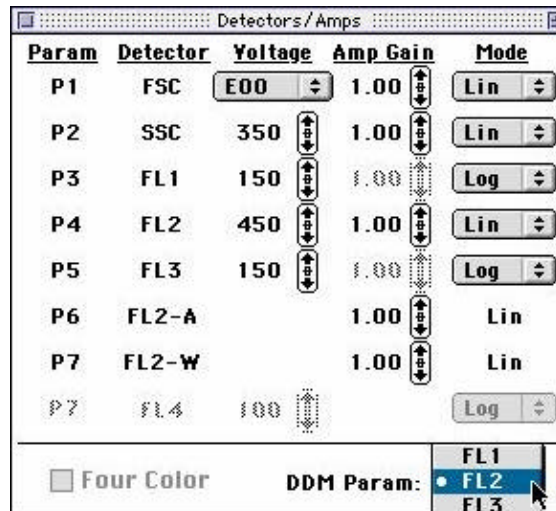 Detectors/Amps
Param Detector Voltage Amp Gain Mode
P1 FSC E00 1.00 Lin
P2 SSC 350 1.00 Lin
P3 FL1 150 1.00 Log
P4 FL2 450 1.00 Lin
P5 FL3 150 1.00 Log
P6 FL2-A 1.00 Lin
P7 FL2-W 1.00 Lin
P7 FL4 100 Log
FL1
Four Color DDM Param: FL2
FL3